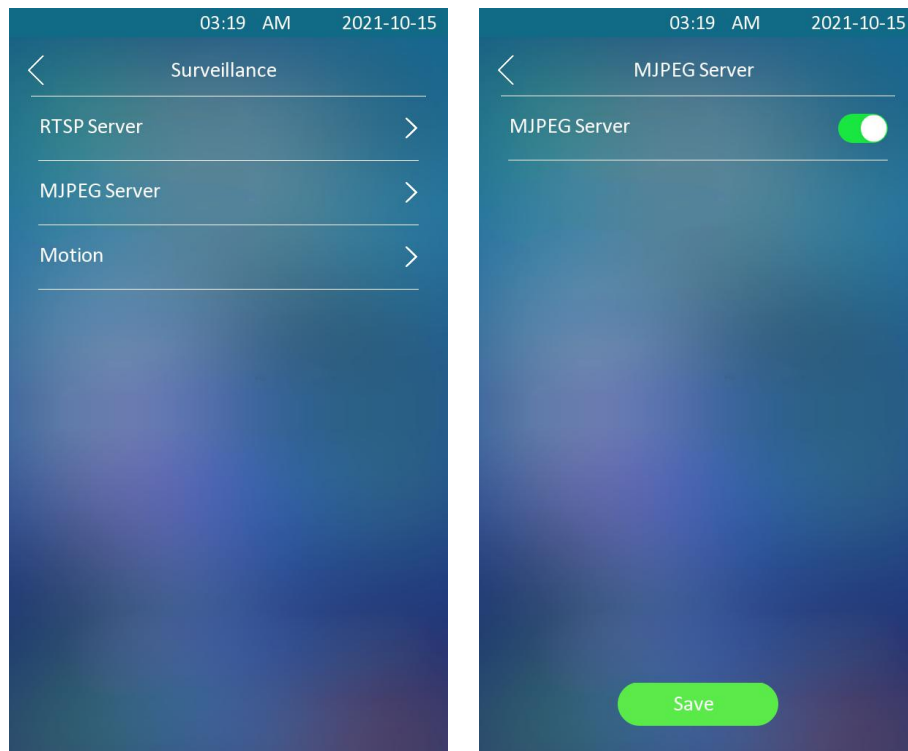 03:19 AM 2021-10-15
Surveillance
RTSP Server
MJPEG Server
Motion
03:19 AM 2021-10-15
MJPEG Server
MJPEG Server
Save